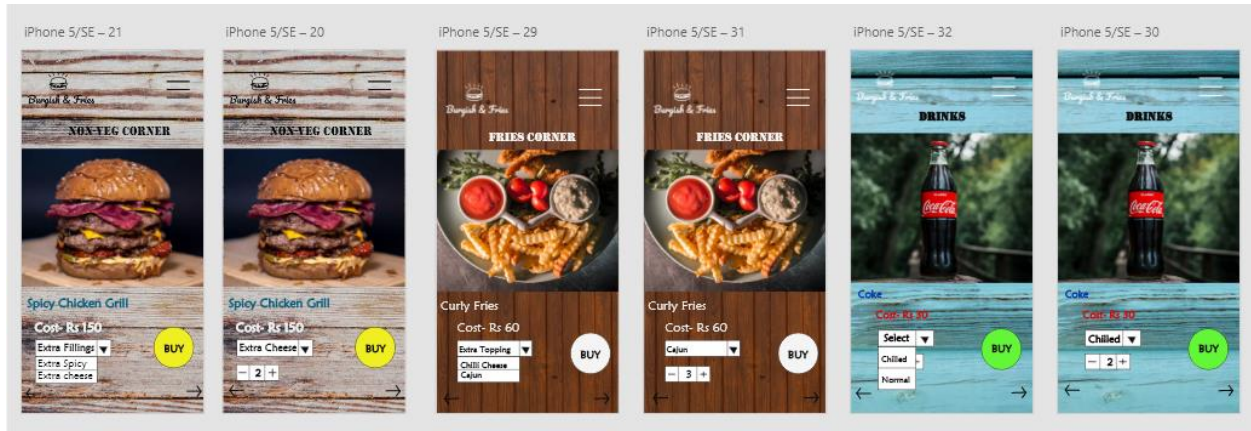 iPhone 5/SE – 21
Burgish & Fries
NON-VEG CORNER
Spicy Chicken Grill
Cost- Rs 150
Extra Fillings ▼
Extra Spicy
Extra cheese
BUY
iPhone 5/SE – 20
Burgish & Fries
NON-VEG CORNER
Spicy Chicken Grill
Cost- Rs 150
Extra Cheese ▼
BUY
– 2 +
iPhone 5/SE – 29
Burgish & Fries
FRIES CORNER
Curly Fries
Cost- Rs 60
Extra Topping ▼
Chilli Cheese
Cajun
BUY
iPhone 5/SE – 31
Burgish & Fries
FRIES CORNER
Curly Fries
Cost- Rs 60
Cajun ▼
BUY
– 3 +
iPhone 5/SE – 32
Burgish & Fries
DRINKS
Coca-Cola
Coke
Cost- Rs 30
Select ▼
Chilled
Normal
BUY
iPhone 5/SE – 30
Burgish & Fries
DRINKS
Coca-Cola
Coke
Cost- Rs 30
Chilled ▼
BUY
– 2 +